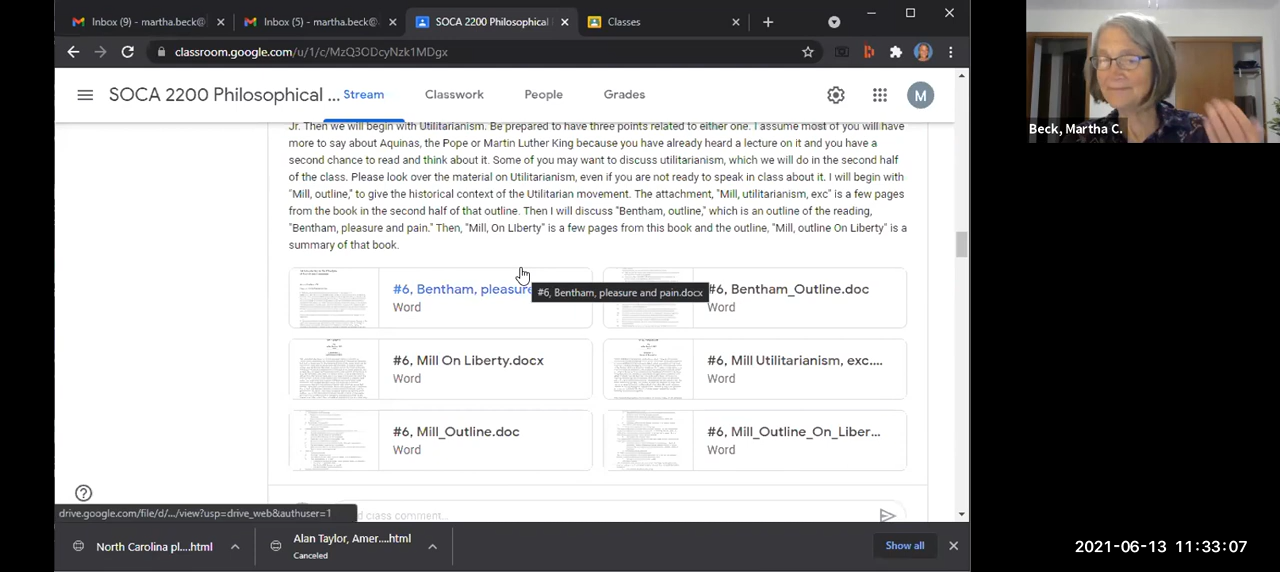 Inbox (9) - martha.beck@
Inbox (5) - martha.beck@
SOCA 2200 Philosophical
Classes
classroom.google.com/u/1/c/MzQ3ODcyNzk1MDgx
SOCA 2200 Philosophical ...
Stream
Classwork
People
Grades
M
Jr. Then we will begin with Utilitarianism. Be prepared to have three points related to either one. I assume most of you will have
more to say about Aquinas, the Pope or Martin Luther King because you have already heard a lecture on it and you have a
second chance to read and think about it. Some of you may want to discuss utilitarianism, which we will do in the second half
of the class. Please look over the material on Utilitarianism, even if you are not ready to speak in class about it. I will begin with
"Mill, outline," to give the historical context of the Utilitarian movement. The attachment, "Mill, utilitarianism, exc" is a few pages
from the book in the second half of that outline. Then I will discuss "Bentham, outline," which is an outline of the reading,
"Bentham, pleasure and pain." Then, "Mill, On LIberty" is a few pages from this book and the outline, "Mill, outline On Liberty" is a
summary of that book.
#6, Bentham, pleasure
Word
#6, Bentham, pleasure and pain.docx
#6, Bentham_Outline.doc
Word
#6, Mill On Liberty.docx
Word
#6, Mill Utilitarianism, exc....
Word
#6, Mill_Outline.doc
Word
#6, Mill_Outline_On_Liber...
Word
class comment...
drive.google.com/file/d/.../view?usp=drive_web&authuser=1
North Carolina pl....html
Alan Taylor, Amer....html
Canceled
Show all
Beck, Martha C.
2021-06-13 11:33:07